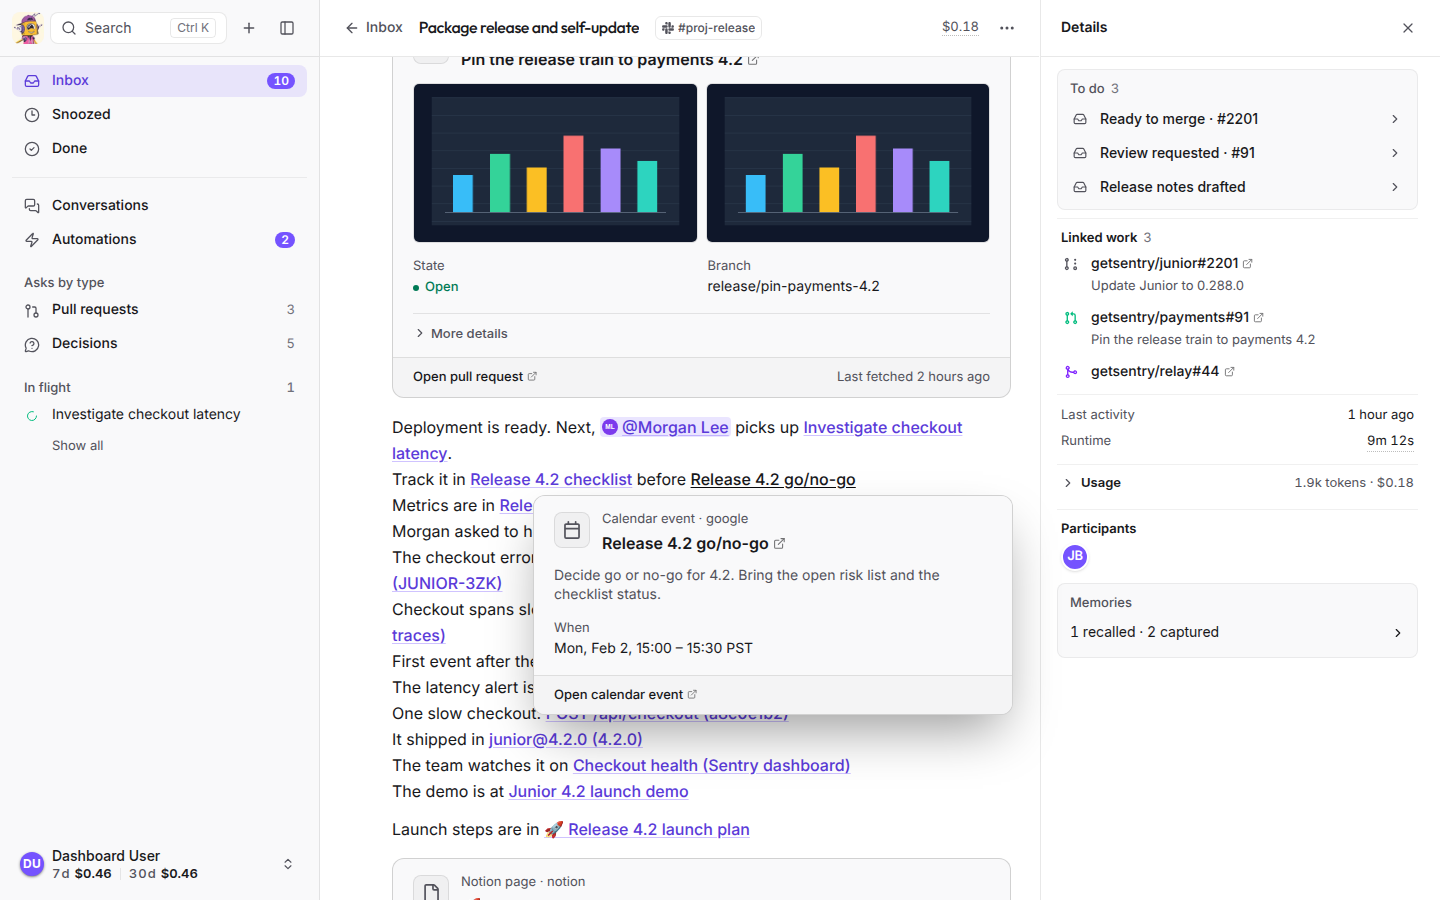 Search
Ctrl K
Inbox
10
Snoozed
Done
Conversations
Automations
2
Asks by type
Pull requests
3
Decisions
5
In flight
1
Investigate checkout latency
Show all
Dashboard User
DU
7d $0.46
30d $0.46
Inbox
Package release and self-update
#proj-release
$0.18
Pin the release train to payments 4.2
State
Open
Branch
release/pin-payments-4.2
More details
Open pull request
Last fetched 2 hours ago
Deployment is ready. Next, ML @Morgan Lee picks up Investigate checkout
latency.
Track it in Release 4.2 checklist before Release 4.2 go/no-go
Metrics are in
Morgan asked to
The checkout
(JUNIOR-3ZK)
Checkout spans
traces)
First event after
The latency alert is
One slow checkout: POST /api/checkout
It shipped in junior@4.2.0 (4.2.0)
The team watches it on Checkout health (Sentry dashboard)
The demo is at Junior 4.2 launch demo
Launch steps are in 🚀 Release 4.2 launch plan
Notion page · notion
Calendar event · google
Release 4.2 go/no-go
Decide go or no-go for 4.2. Bring the open risk list and the
checklist status.
When
Mon, Feb 2, 15:00 – 15:30 PST
Open calendar event
Details
To do 3
Ready to merge · #2201
Review requested · #91
Release notes drafted
Linked work 3
getsentry/junior#2201
Update Junior to 0.288.0
getsentry/payments#91
Pin the release train to payments 4.2
getsentry/relay#44
Last activity
1 hour ago
Runtime
9m 12s
Usage
1.9k tokens · $0.18
Participants
JB
Memories
1 recalled · 2 captured